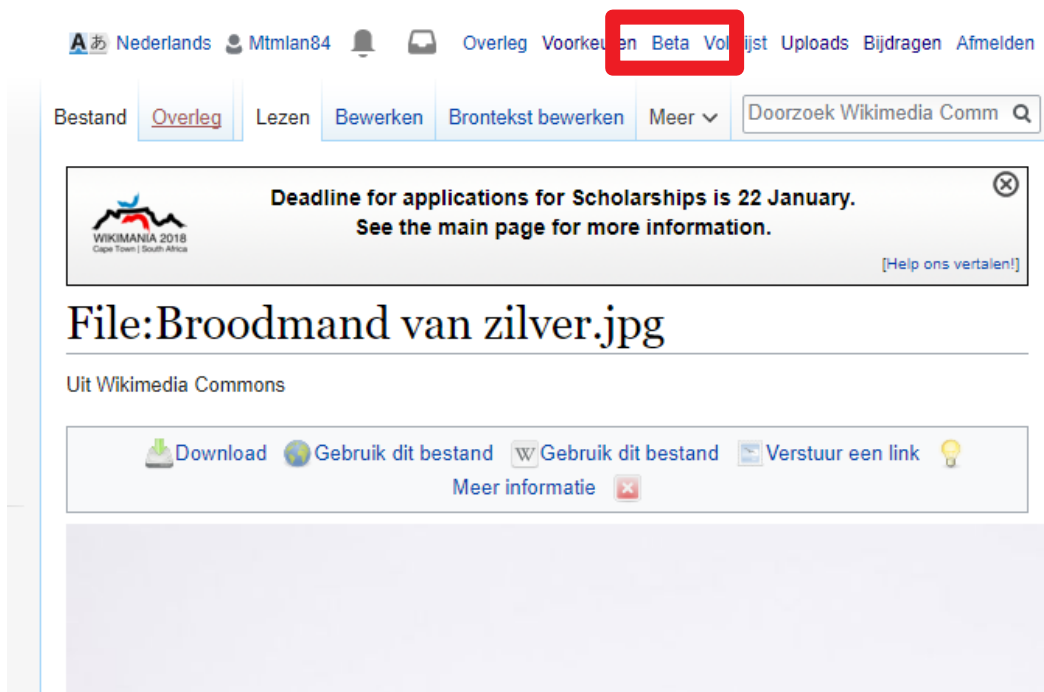 Aあ Nederlands Mtmlan84 Overleg Beta Uploads Bijdragen Afmelden
Bestand Overleg Lezen Bewerken Brontekst bewerken Meer Doorzoek Wikimedia Comm
Deadline for applications for Scholarships is 22 January.
See the main page for more information.
WIKIMANIA 2018
Cape Town | South Africa
[Help ons vertalen!]
File:Broodmand van zilver.jpg
Uit Wikimedia Commons
Download Gebruik dit bestand W Gebruik dit bestand Verstuur een link
Meer informatie